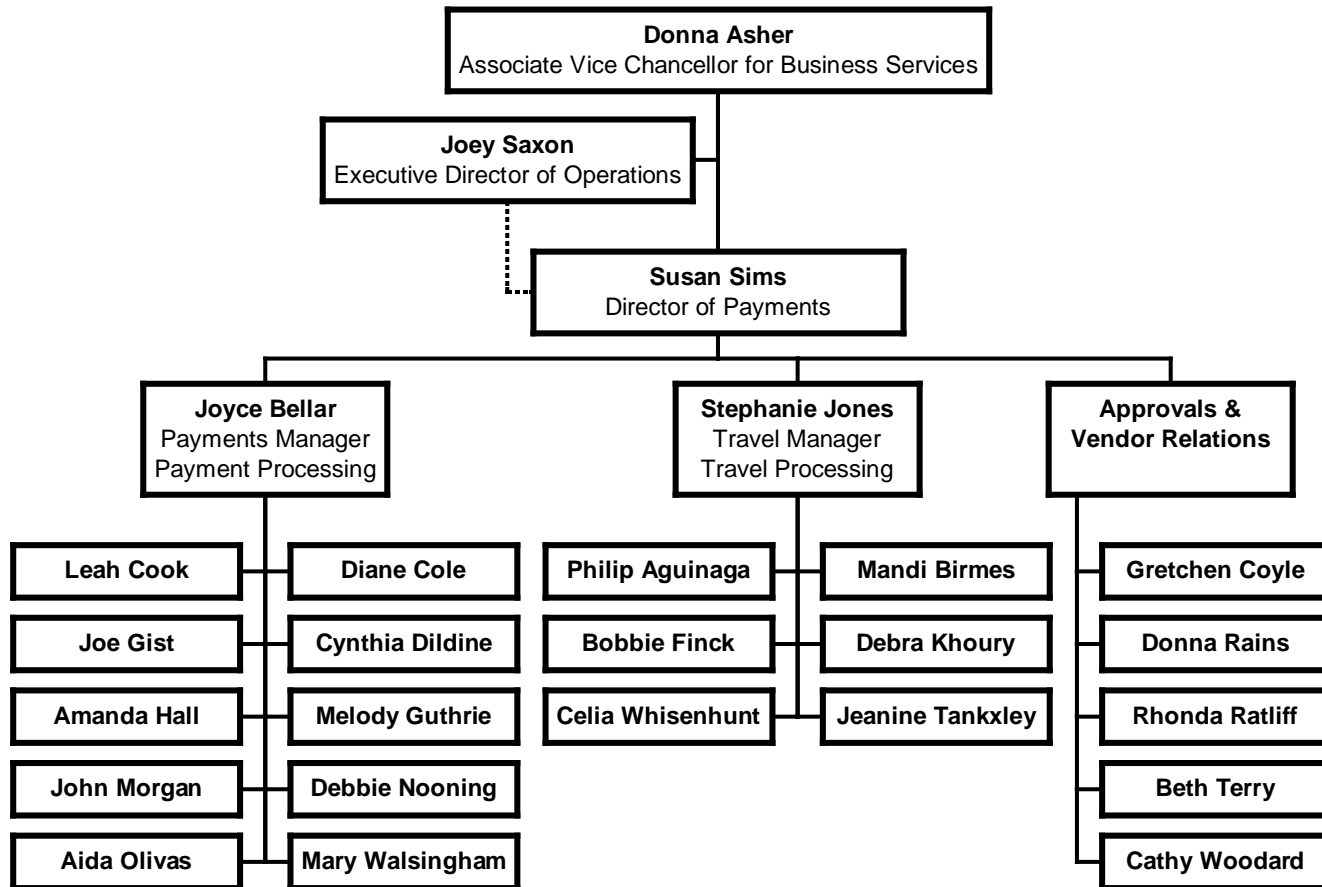 Donna Asher
Associate Vice Chancellor for Business Services
Joey Saxon
Executive Director of Operations
Susan Sims
Director of Payments
Joyce Bellar
Payments Manager
Payment Processing
Stephanie Jones
Travel Manager
Travel Processing
Approvals &
Vendor Relations
Leah Cook
Diane Cole
Joe Gist
Cynthia Dildine
Amanda Hall
Melody Guthrie
John Morgan
Debbie Nooning
Aida Olivas
Mary Walsingham
Philip Aguinaga
Mandi Birmes
Bobbie Finck
Debra Khoury
Celia Whisenhunt
Jeanine Tankxley
Gretchen Coyle
Donna Rains
Rhonda Ratliff
Beth Terry
Cathy Woodard